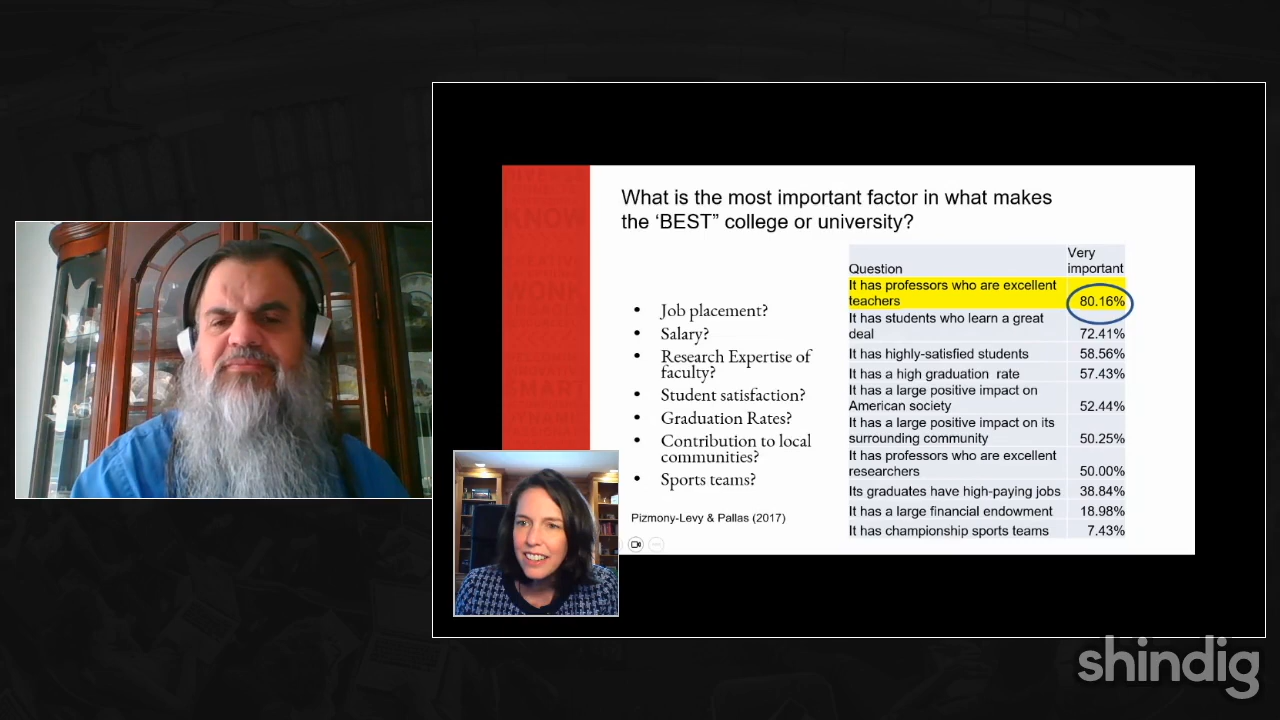 What is the most important factor in what makes
the ‘BEST” college or university?
• Job placement?
• Salary?
• Research Expertise of
faculty?
• Student satisfaction?
• Graduation Rates?
• Contribution to local
communities?
• Sports teams?
Pizmony-Levy & Pallas (2017)
Very
Question important
It has professors who are excellent
teachers 80.16%
It has students who learn a great
deal 72.41%
It has highly-satisfied students 58.56%
It has a high graduation rate 57.43%
It has a large positive impact on
American society 52.44%
It has a large positive impact on its
surrounding community 50.25%
It has professors who are excellent
researchers 50.00%
Its graduates have high-paying jobs 38.84%
It has a large financial endowment 18.98%
It has championship sports teams 7.43%
KNOW
WONK
shindig